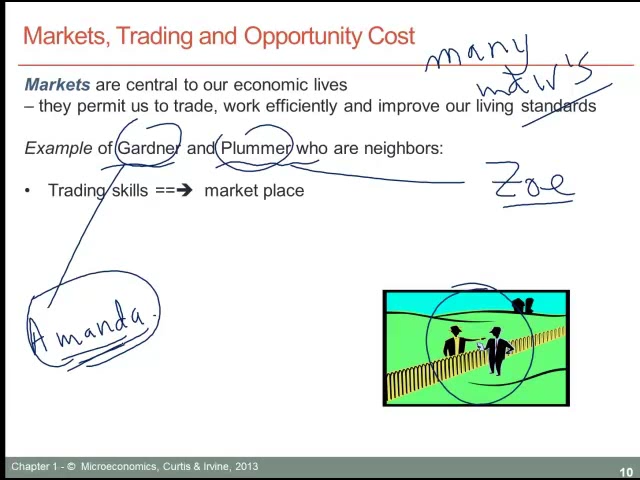 Markets, Trading and Opportunity Cost
many
Markets are central to our economic lives
– they permit us to trade, work efficiently and improve our living standards
Example of Gardner and Plummer who are neighbors:
Zoe
• Trading skills ==➔ market place
Amanda.
Chapter 1 - © Microeconomics, Curtis & Irvine, 2013
10